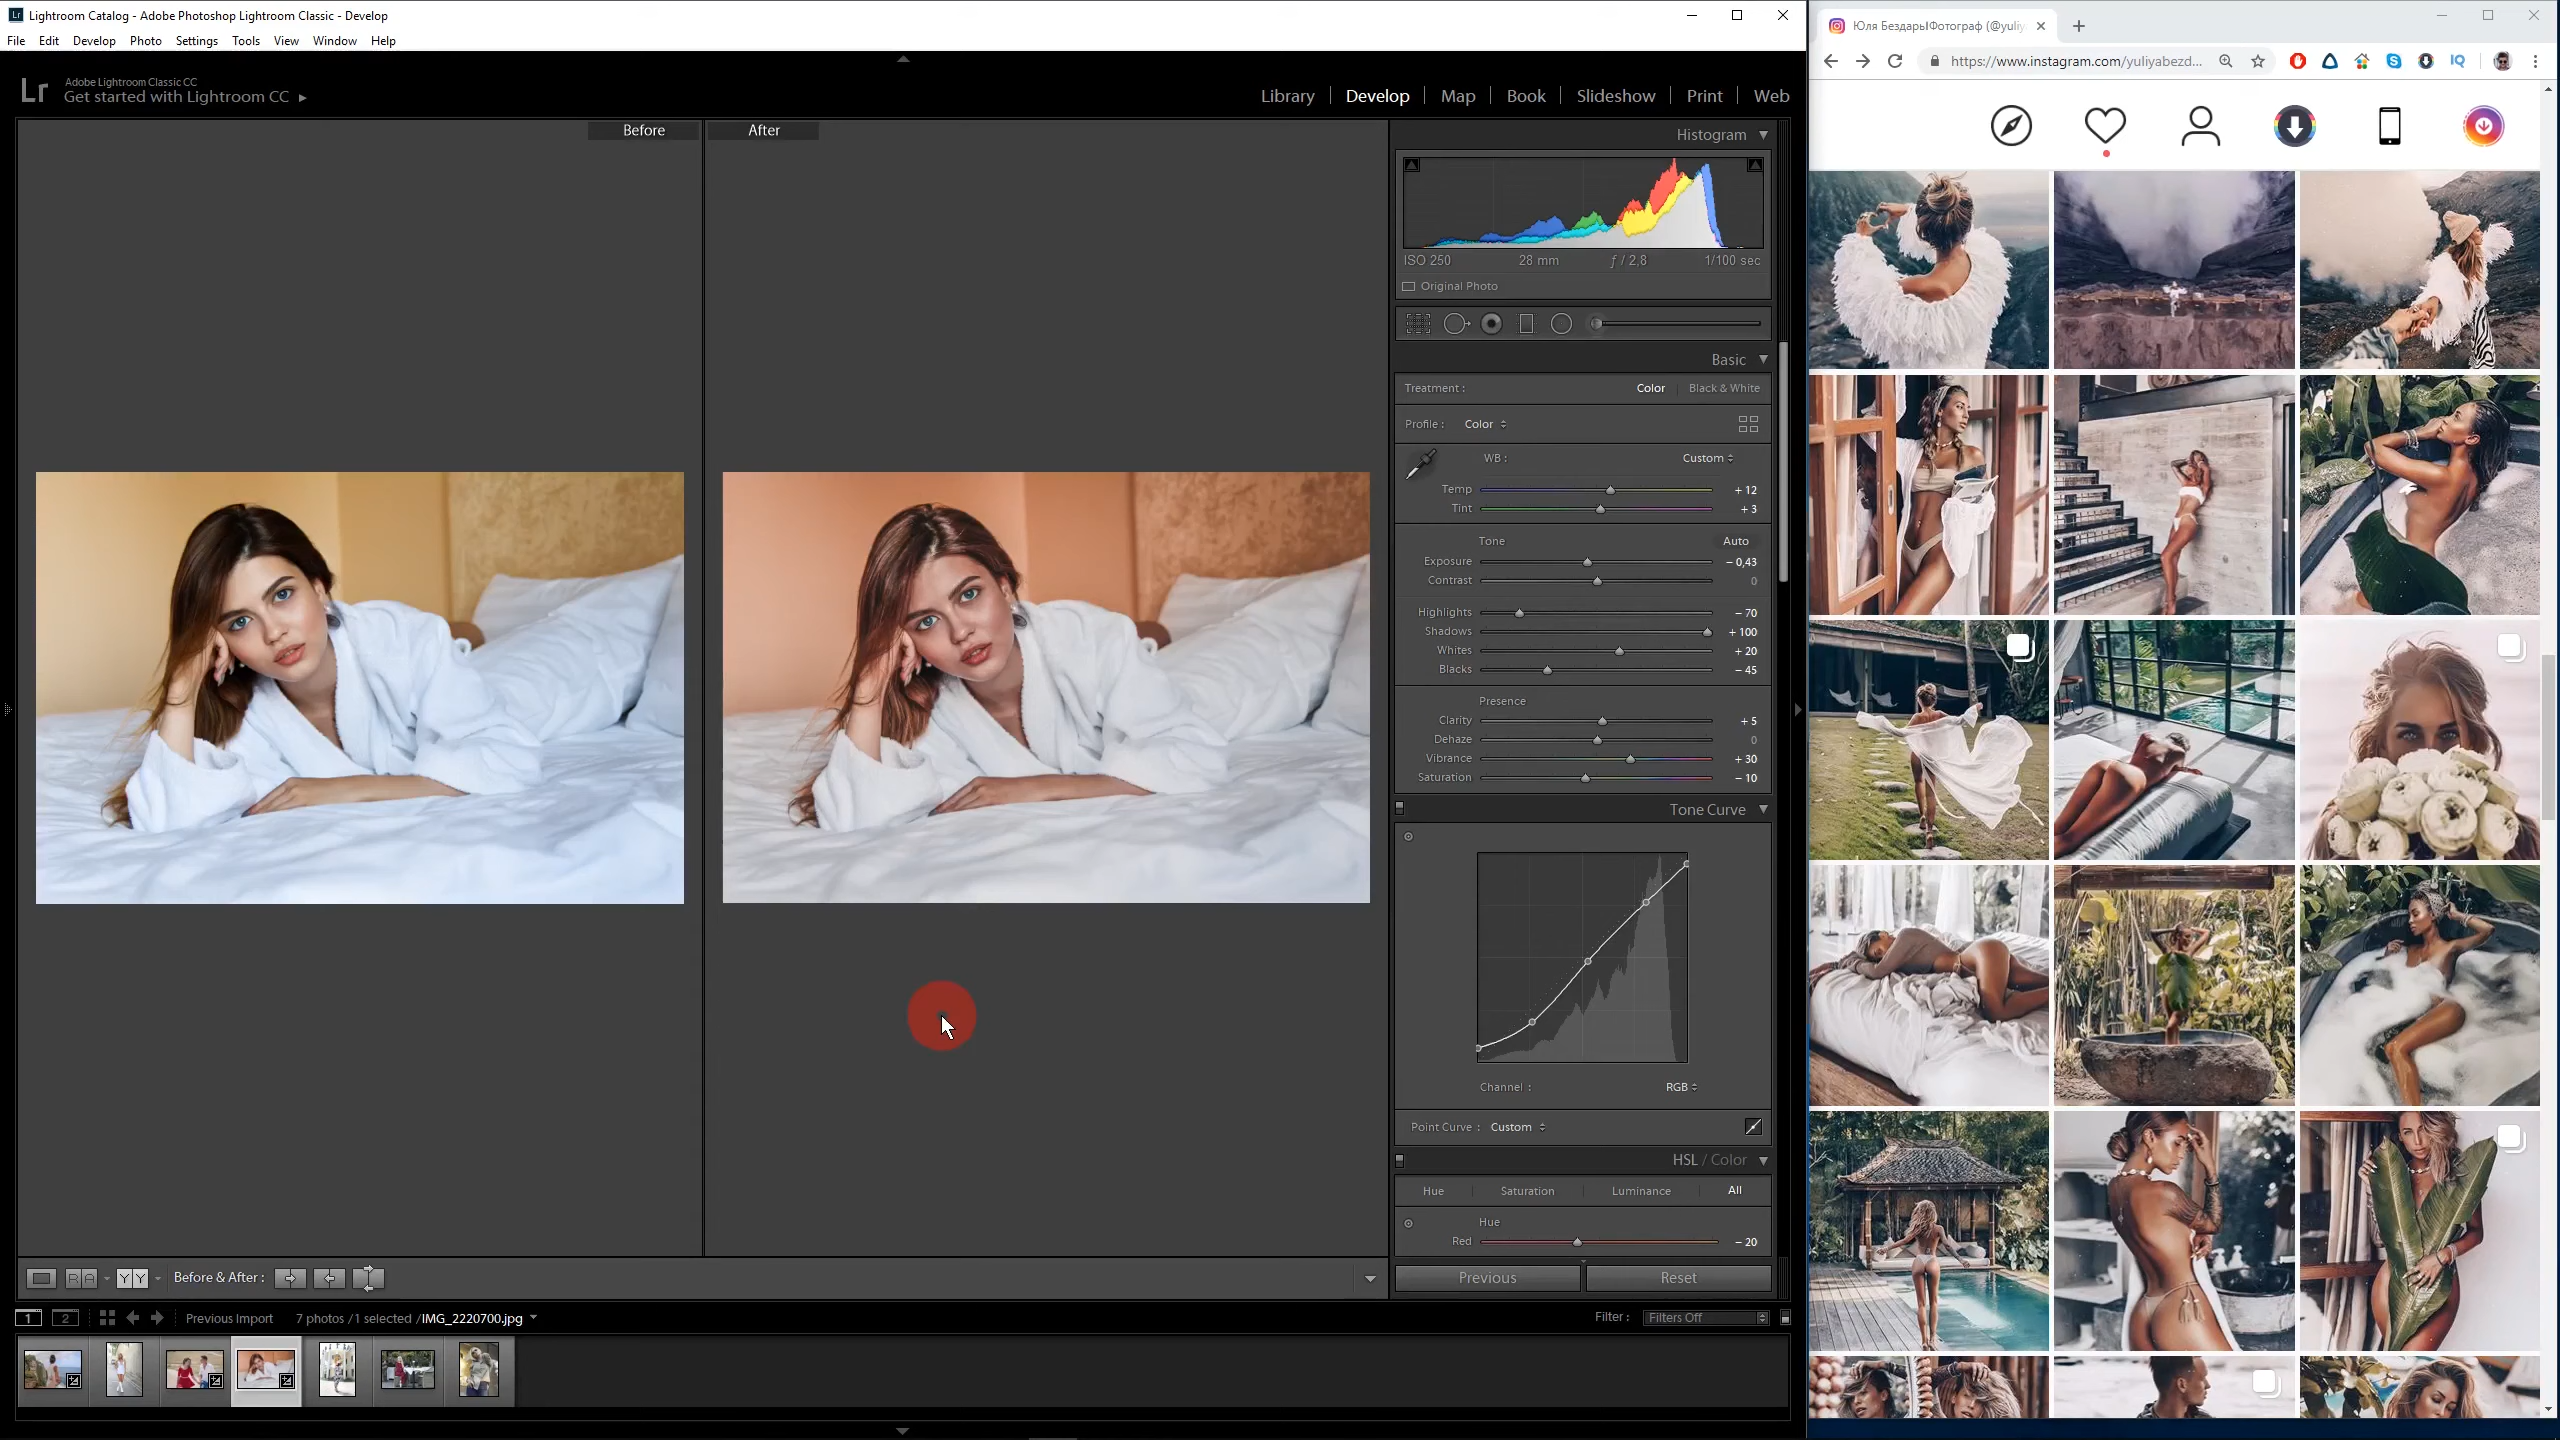 Lightroom Catalog - Adobe Photoshop Lightroom Classic - Develop
File Edit Develop Photo Settings Tools View Window Help
Lr
Adobe Lightroom Classic CC
Get started with Lightroom CC
Library Develop Map Book Slideshow Print Web
Before
After
Histogram
ISO 250 28 mm ƒ / 2,8 1/100 sec
Original Photo
Basic
Treatment : Color Black & White
Profile : Color
WB : Custom
Temp + 12
Tint + 3
Tone Auto
Exposure − 0,43
Contrast 0
Highlights − 70
Shadows + 100
Whites + 20
Blacks − 45
Presence
Clarity + 5
Dehaze 0
Vibrance + 30
Saturation − 10
Tone Curve
Channel : RGB
Point Curve : Custom
HSL / Color
Hue Saturation Luminance All
Hue
Red − 20
Previous Reset
R A Y Y Before & After :
1 2 Previous Import 7 photos / 1 selected / IMG_2220700.jpg
Filter : Filters Off
Юля Бездарь|Фотограф (@yuliy
https://www.instagram.com/yuliyabezd...
IQ